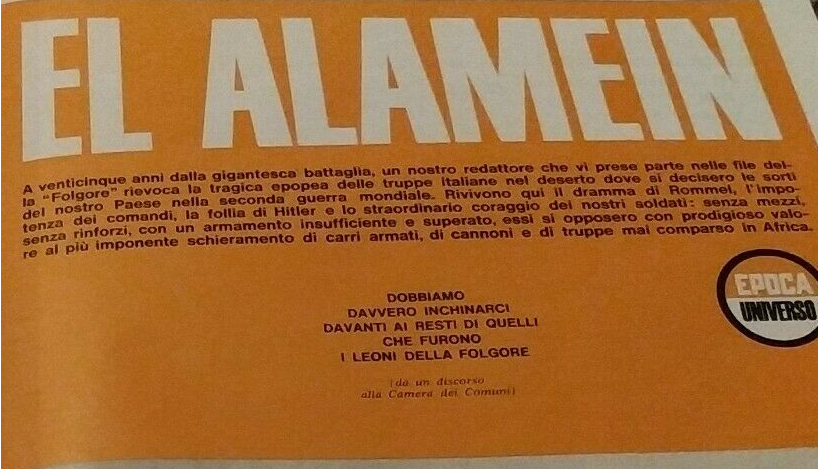 EL ALAMEIN
A venticinque anni dalla gigantesca battaglia, un nostro redattore che vi prese parte nelle file del-
la "Folgore" rievoca la tragica epopea delle truppe italiane nel deserto dove si decisero le sorti
del nostro Paese nella seconda guerra mondiale. Rivivono qui il dramma di Rommel, l'impo-
tenza dei comandi, la follia di Hitler e lo straordinario coraggio dei nostri soldati: senza mezzi,
senza rinforzi, con un armamento insufficiente e superato, essi si opposero con prodigioso valo-
re al più imponente schieramento di carri armati, di cannoni e di truppe mai comparso in Africa.
EPOCA
UNIVERSO
DOBBIAMO
DAVVERO INCHINARCI
DAVANTI AI RESTI DI QUELLI
CHE FURONO
I LEONI DELLA FOLGORE
(da un discorso
alla Camera dei Comuni)